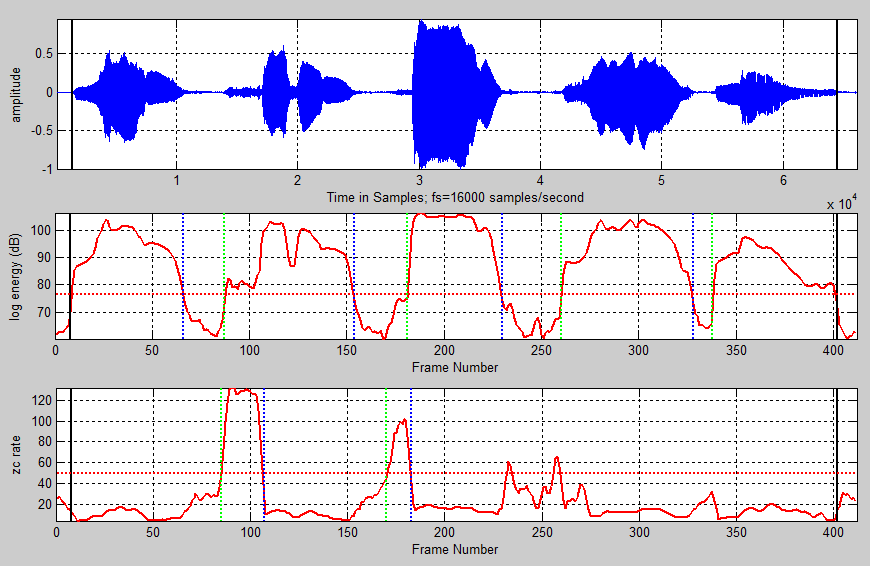 amplitude
0.5
0
-0.5
-1
1 2 3 4 5 6
Time in Samples; fs=16000 samples/second
x 10^4
log energy (dB)
100
90
80
70
0 50 100 150 200 250 300 350 400
Frame Number
zc rate
120
100
80
60
40
20
0 50 100 150 200 250 300 350 400
Frame Number